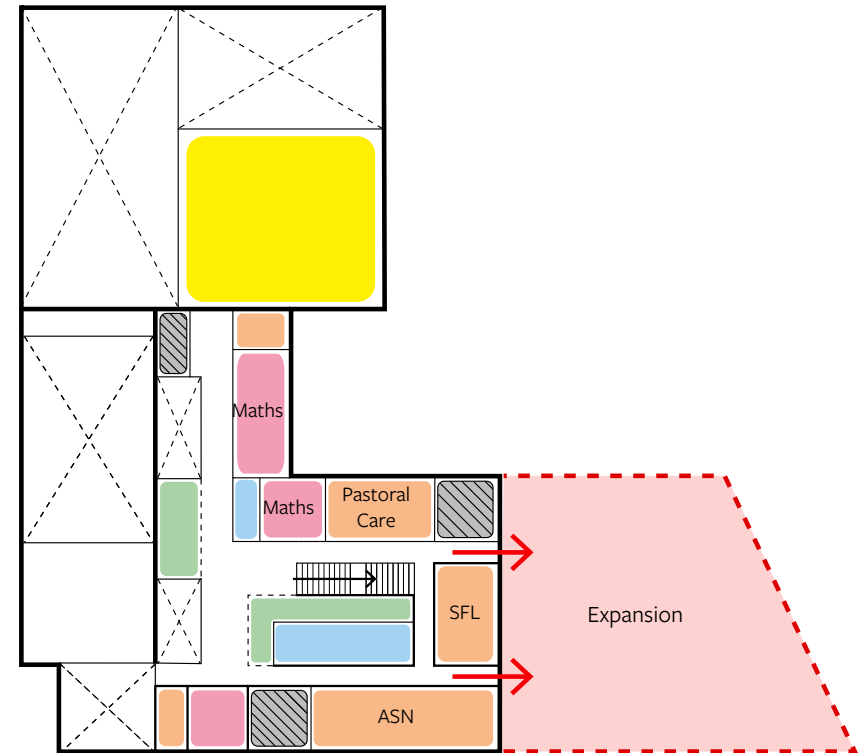 Maths
Maths
Pastoral
Care
SFL
Expansion
ASN